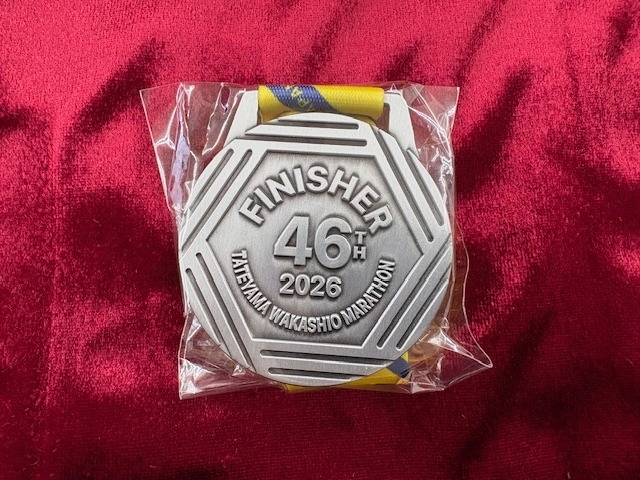 FINISHER
46TH
2026
TATEYAMA WAKASHIO MARATHON